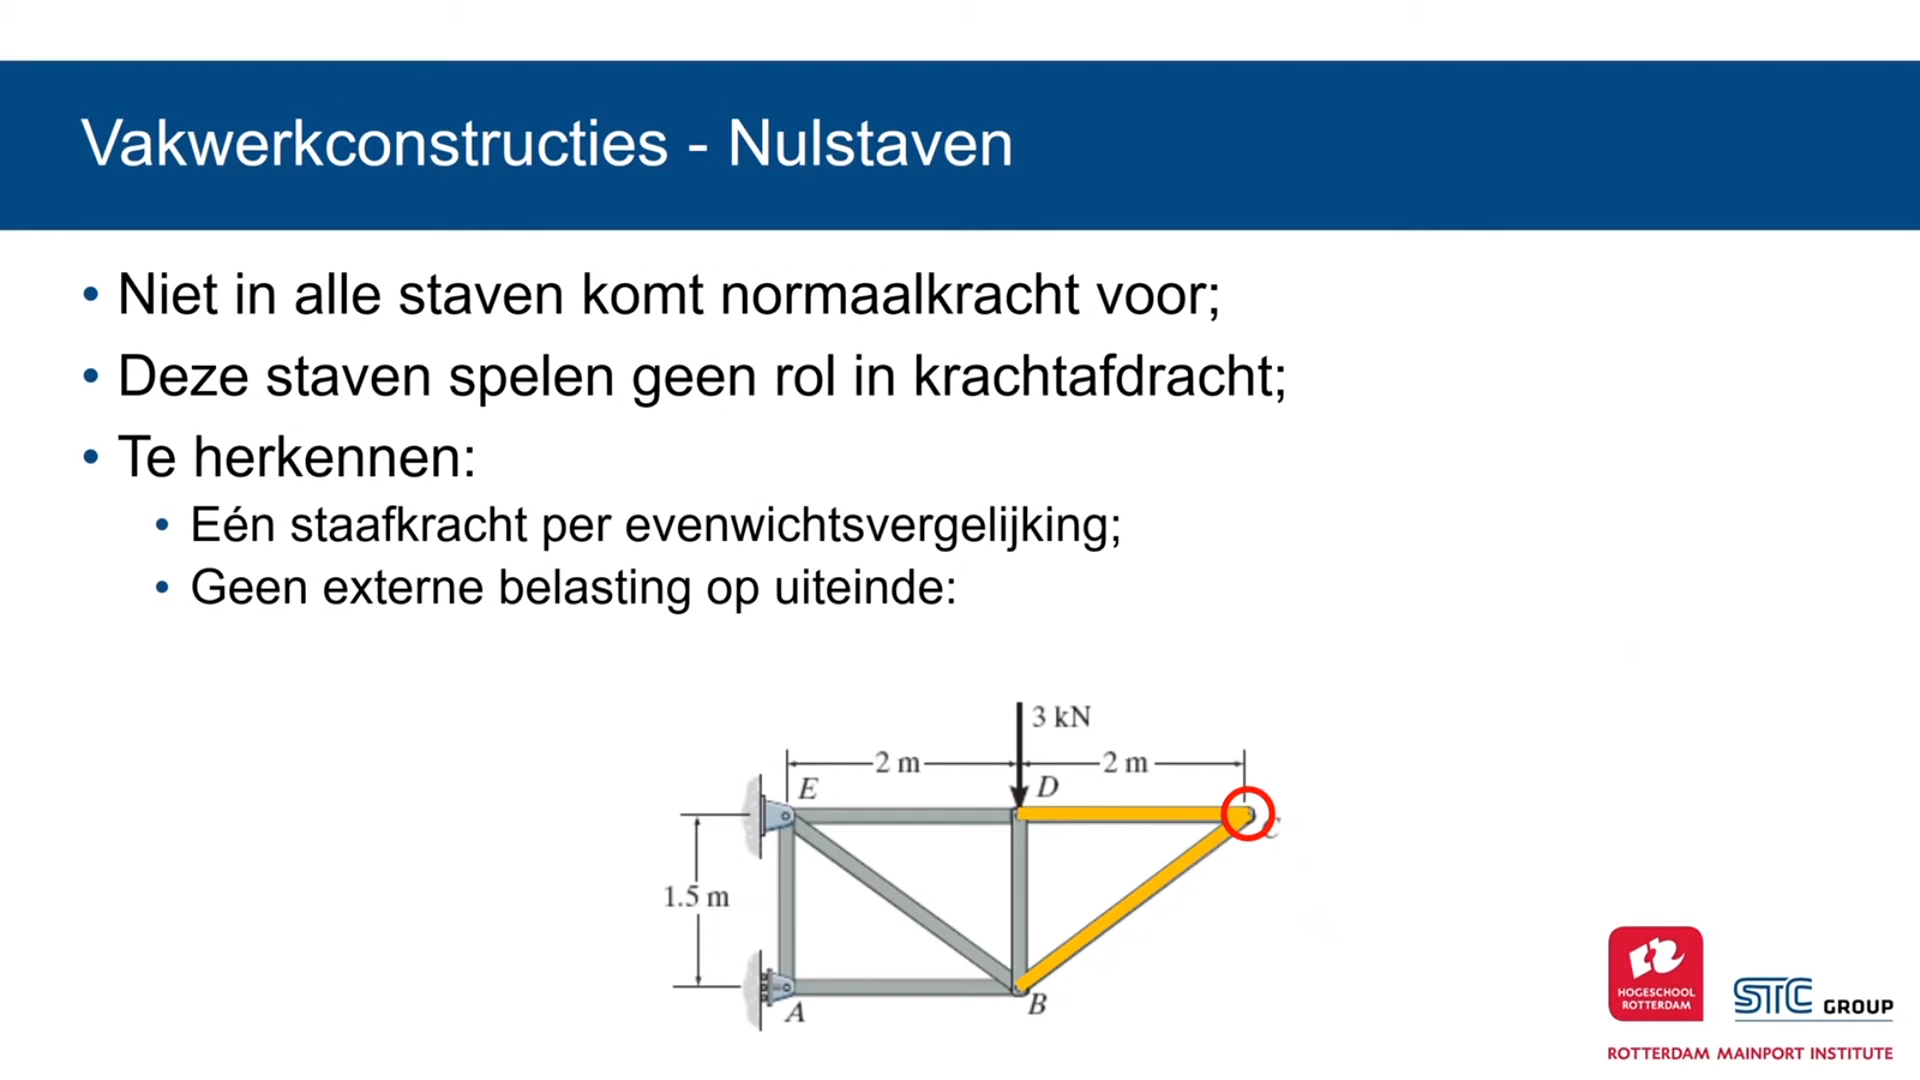 Vakwerkconstructies - Nulstaven
• Niet in alle staven komt normaalkracht voor;
• Deze staven spelen geen rol in krachtafdracht;
• Te herkennen:
• Eén staafkracht per evenwichtsvergelijking;
• Geen externe belasting op uiteinde:
3 kN
2 m
2 m
E
D
C
1.5 m
A
B
HOGESCHOOL
ROTTERDAM
STC GROUP
ROTTERDAM MAINPORT INSTITUTE